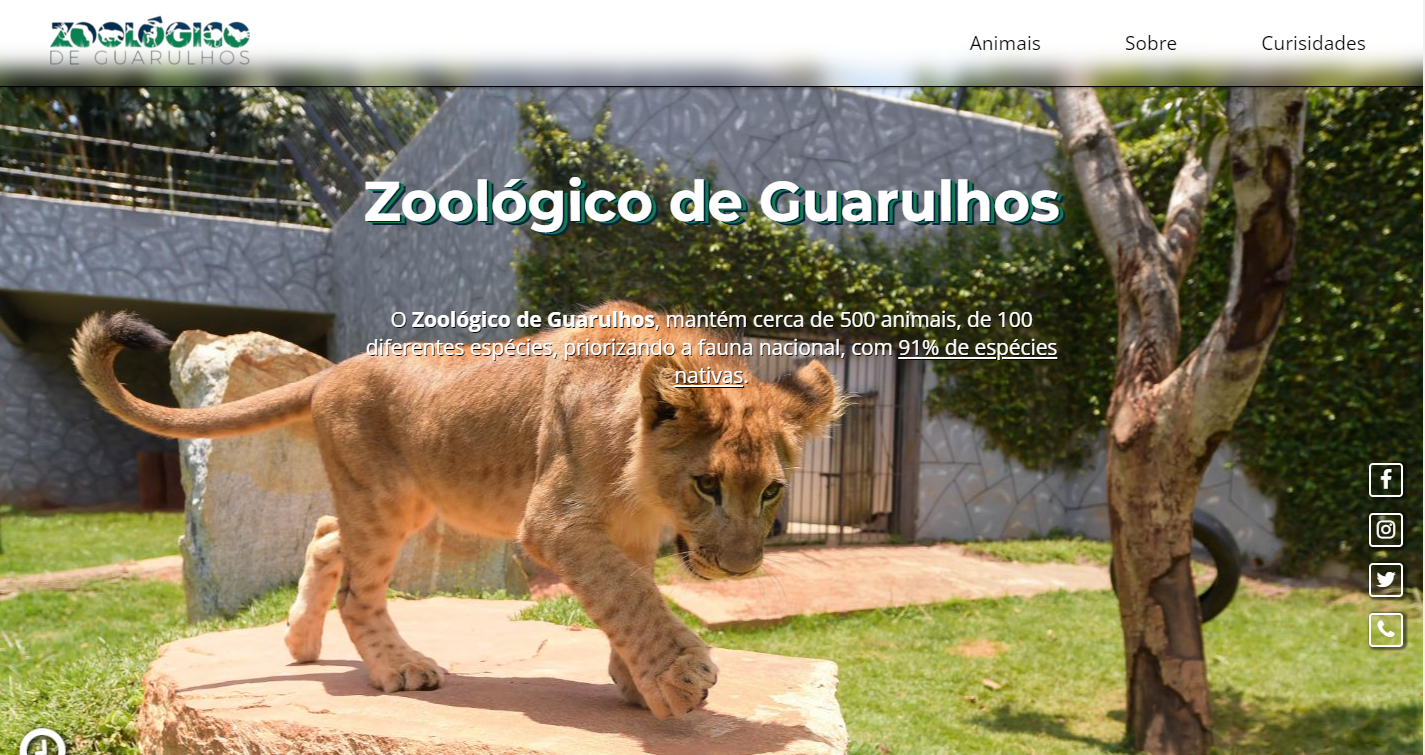 ZOOLÓGICO
DE GUARULHOS
Animais
Sobre
Curisidades
Zoológico de Guarulhos
O Zoológico de Guarulhos, mantém cerca de 500 animais, de 100
diferentes espécies, priorizando a fauna nacional, com 91% de espécies
nativas.